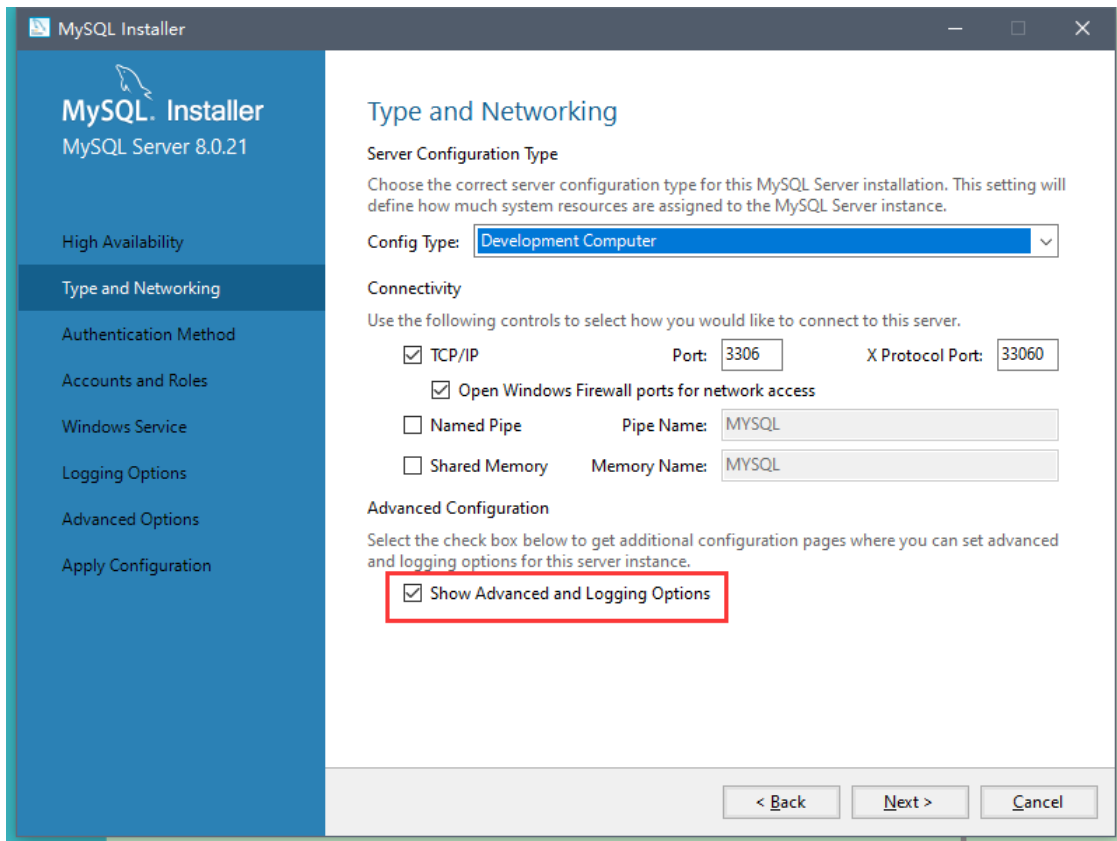 MySQL Installer
MySQL. Installer
MySQL Server 8.0.21
High Availability
Type and Networking
Authentication Method
Accounts and Roles
Windows Service
Logging Options
Advanced Options
Apply Configuration
Type and Networking
Server Configuration Type
Choose the correct server configuration type for this MySQL Server installation. This setting will
define how much system resources are assigned to the MySQL Server instance.
Config Type: Development Computer
Connectivity
Use the following controls to select how you would like to connect to this server.
TCP/IP Port: 3306 X Protocol Port: 33060
Open Windows Firewall ports for network access
Named Pipe Pipe Name: MYSQL
Shared Memory Memory Name: MYSQL
Advanced Configuration
Select the check box below to get additional configuration pages where you can set advanced
and logging options for this server instance.
Show Advanced and Logging Options
< Back Next > Cancel